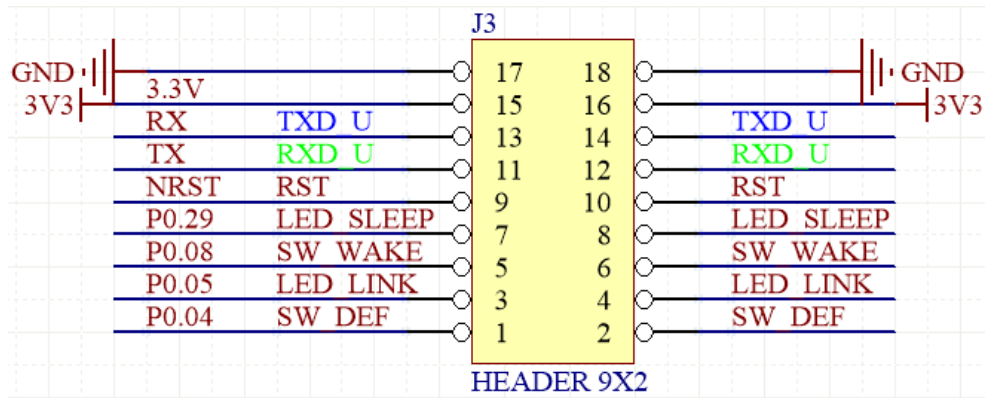 J3
GND 17 18 GND
3V3 3.3V 15 16 3V3
RX TXD_U 13 14 TXD_U
TX RXD_U 11 12 RXD_U
NRST RST 9 10 RST
P0.29 LED_SLEEP 7 8 LED_SLEEP
P0.08 SW_WAKE 5 6 SW_WAKE
P0.05 LED_LINK 3 4 LED_LINK
P0.04 SW_DEF 1 2 SW_DEF
HEADER 9X2